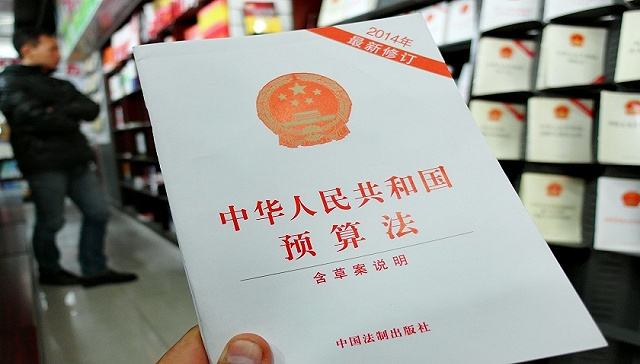 2014年
最新修订
中华人民共和国
预算法
含草案说明
中国法制出版社